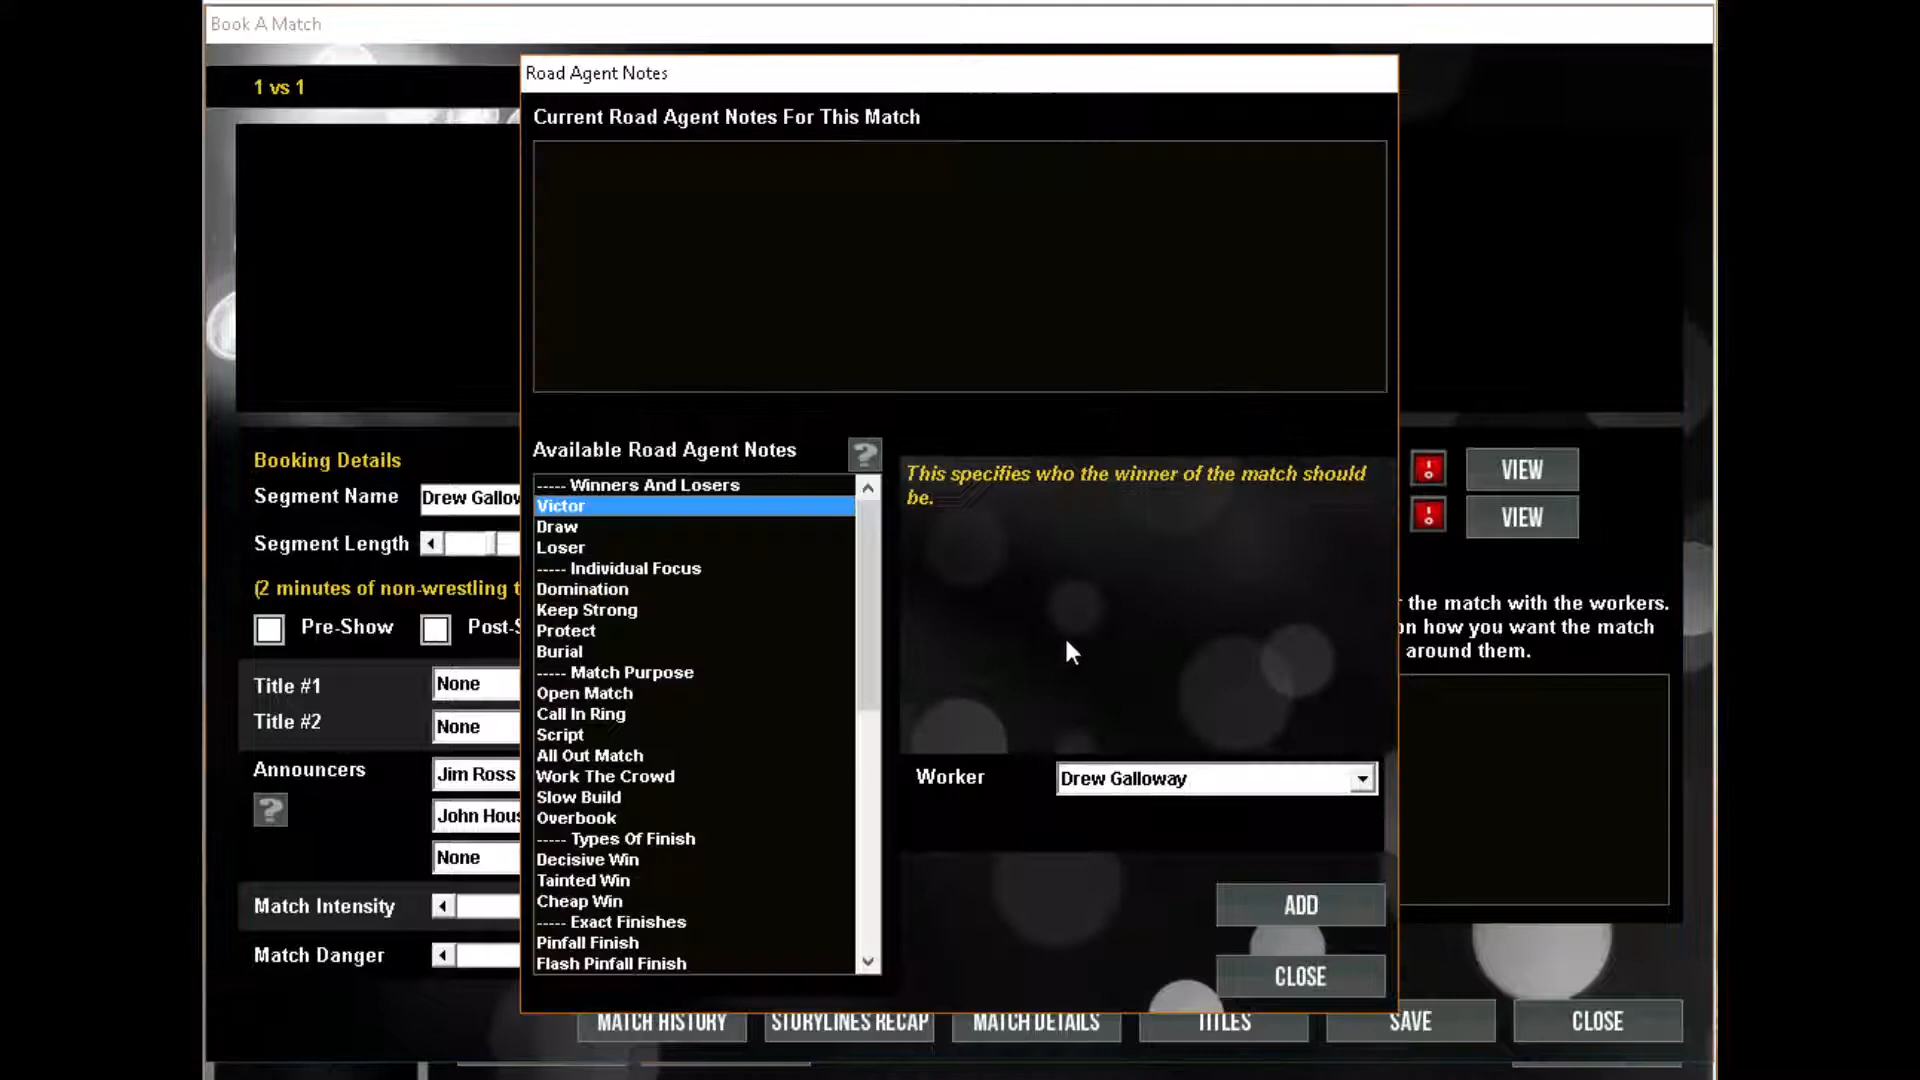 Book A Match
1 vs 1
Road Agent Notes
Current Road Agent Notes For This Match
Booking Details
Segment Name
Drew Gallow
Segment Length
(2 minutes of non-wrestling t
Pre-Show
Post-S
Title #1
None
Title #2
None
Announcers
Jim Ross
John Hous
None
Match Intensity
Match Danger
Available Road Agent Notes
?
----- Winners And Losers
Victor
Draw
Loser
----- Individual Focus
Domination
Keep Strong
Protect
Burial
----- Match Purpose
Open Match
Call In Ring
Script
All Out Match
Work The Crowd
Slow Build
Overbook
----- Types Of Finish
Decisive Win
Tainted Win
Cheap Win
----- Exact Finishes
Pinfall Finish
Flash Pinfall Finish
This specifies who the winner of the match should
be.
Worker
Drew Galloway
ADD
CLOSE
VIEW
VIEW
r the match with the workers.
on how you want the match
around them.
?
MATCH HISTORY
STORYLINES RECAP
MATCH DETAILS
TITLES
SAVE
CLOSE